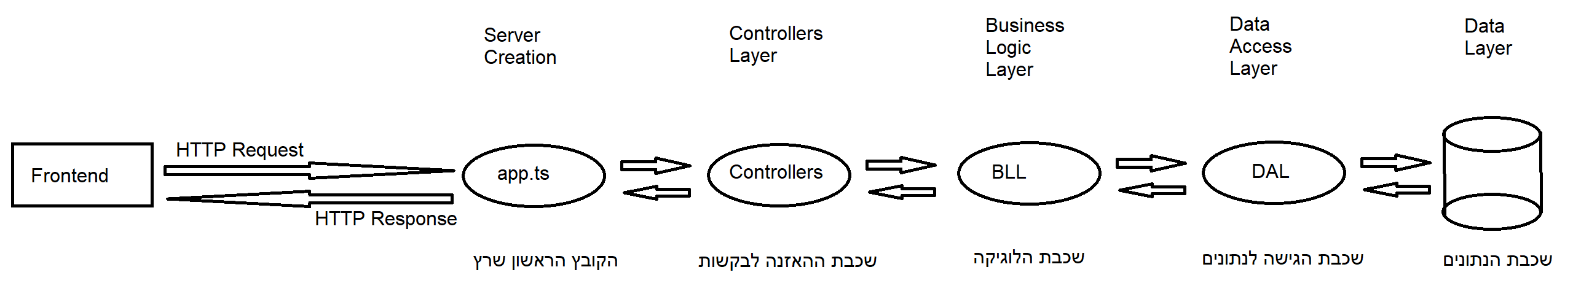 Server
Creation
Controllers
Layer
Business
Logic
Layer
Data
Access
Layer
Data
Layer
Frontend
HTTP Request
HTTP Response
app.ts
Controllers
BLL
DAL
הקובץ הראשון שרץ
שכבת ההאזנה לבקשות
שכבת הלוגיקה
שכבת הגישה לנתונים
שכבת הנתונים